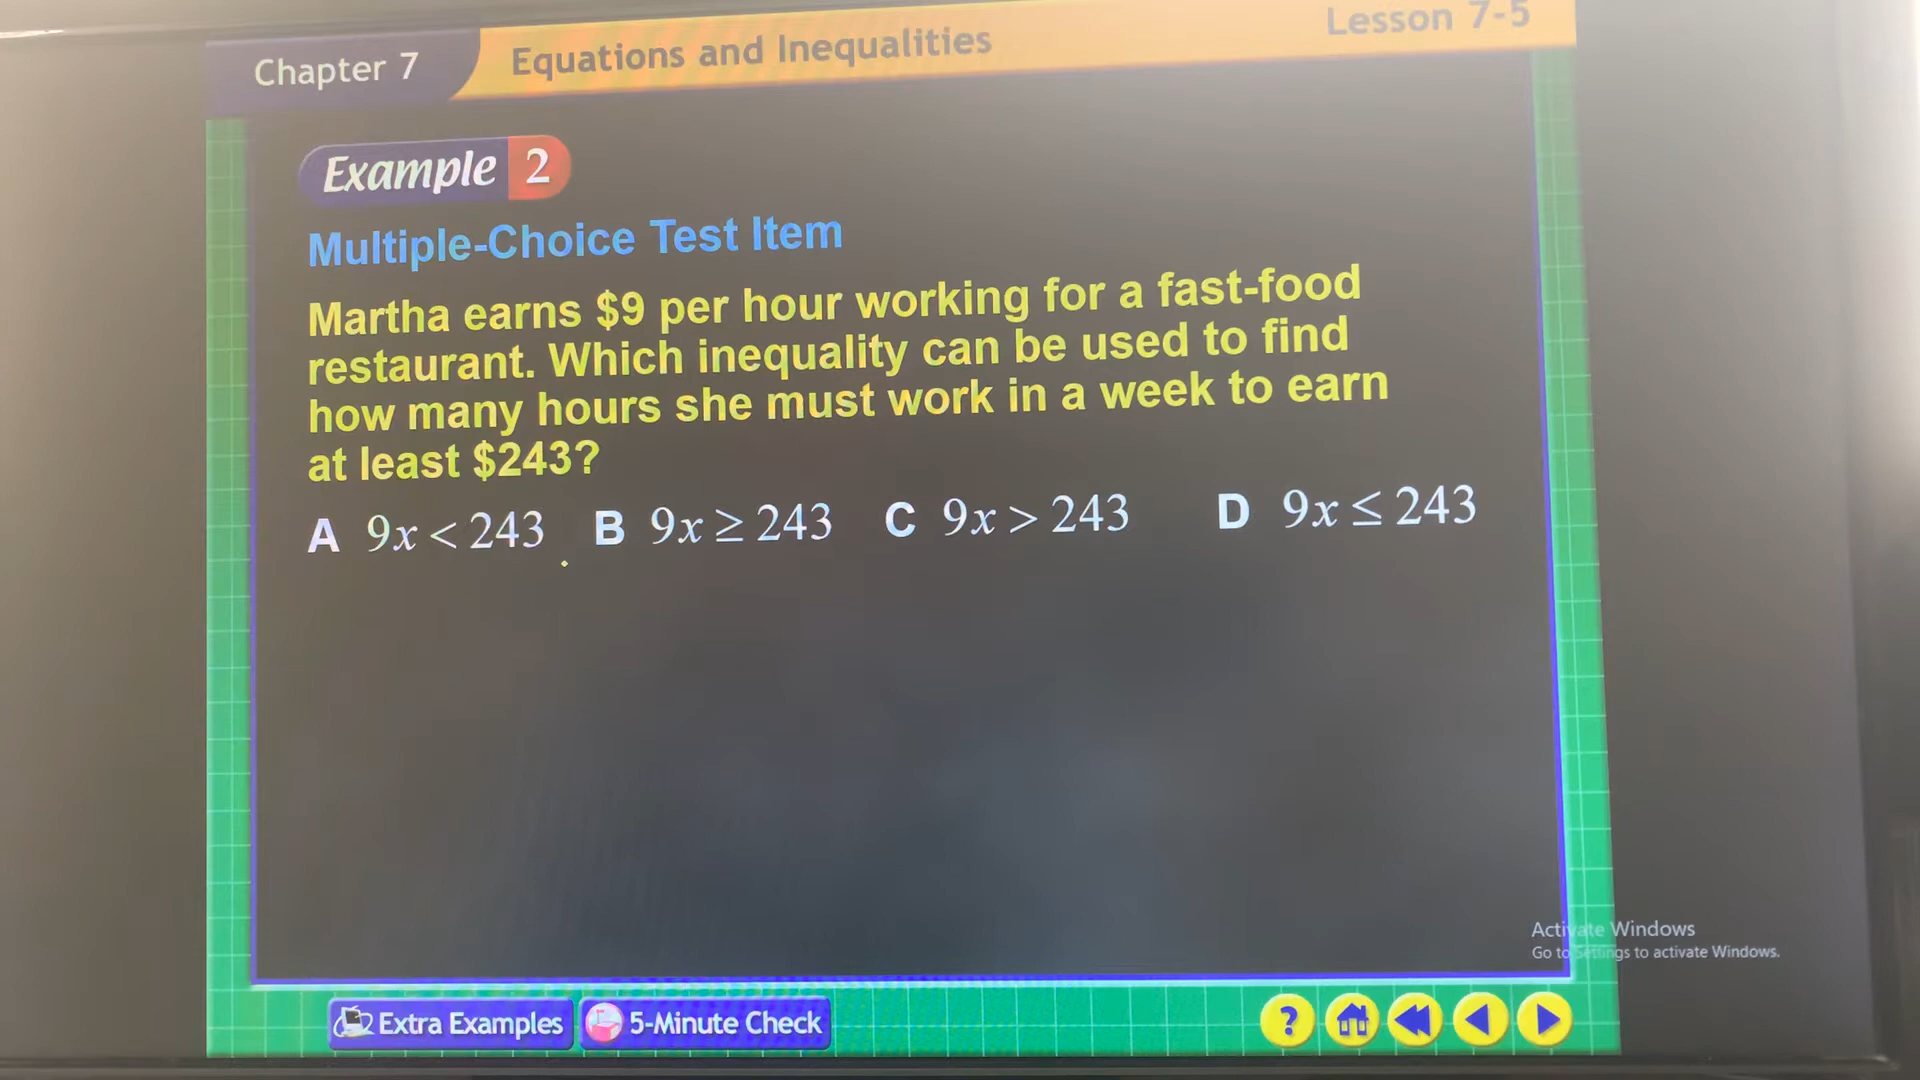 Chapter 7
Equations and Inequalities
Lesson 7-5
Example 2
Multiple-Choice Test Item
Martha earns $9 per hour working for a fast-food
restaurant. Which inequality can be used to find
how many hours she must work in a week to earn
at least $243?
A 9x < 243 B 9x ≥ 243 C 9x > 243 D 9x ≤ 243
Activate Windows
Go to Settings to activate Windows.
Extra Examples
5-Minute Check
?